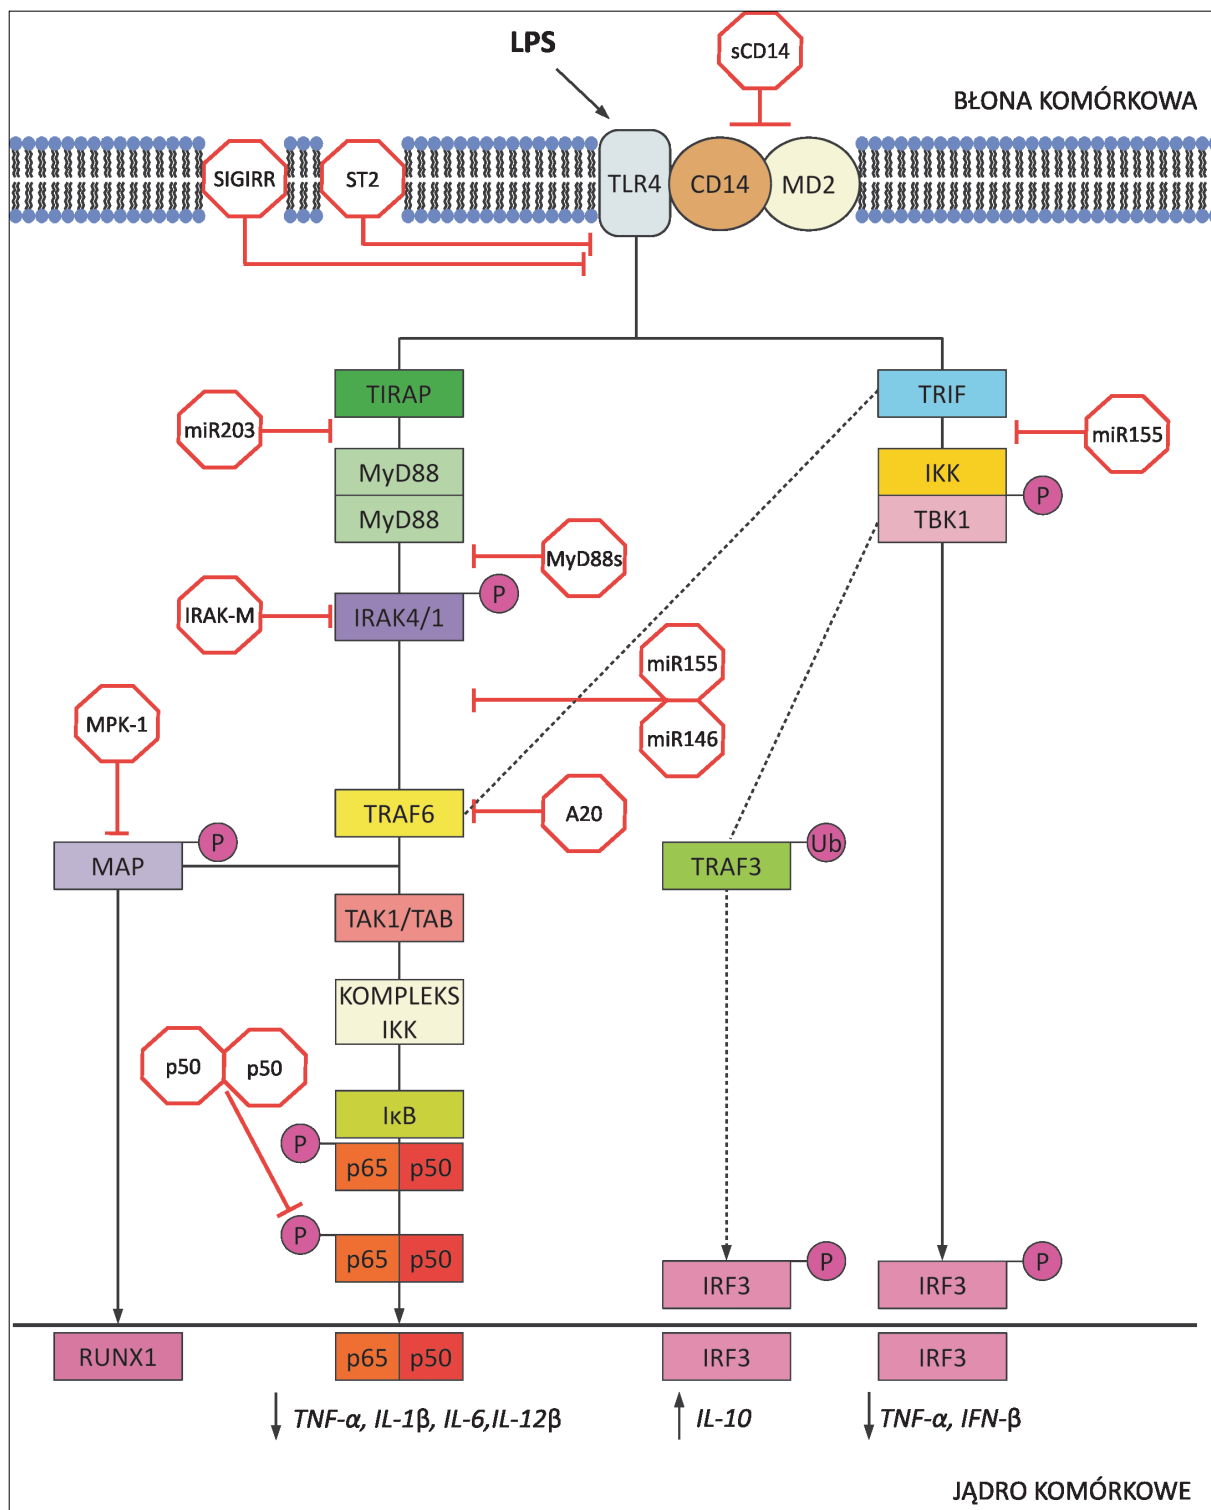 LPS
sCD14
BŁONA KOMÓRKOWA
SIGIRR
ST2
TLR4
CD14
MD2
TIRAP
TRIF
miR203
miR155
MyD88
IKK
MyD88
TBK1
P
MyD88s
IRAK-M
IRAK4/1
P
miR155
miR146
MPK-1
TRAF6
A20
MAP
P
TRAF3
Ub
TAK1/TAB
KOMPLEKS
IKK
p50
p50
IκB
P
p65
p50
P
p65
p50
IRF3
P
IRF3
P
RUNX1
p65
p50
IRF3
IRF3
TNF-α, IL-1β, IL-6,IL-12β
IL-10
TNF-α, IFN-β
JĄDRO KOMÓRKOWE